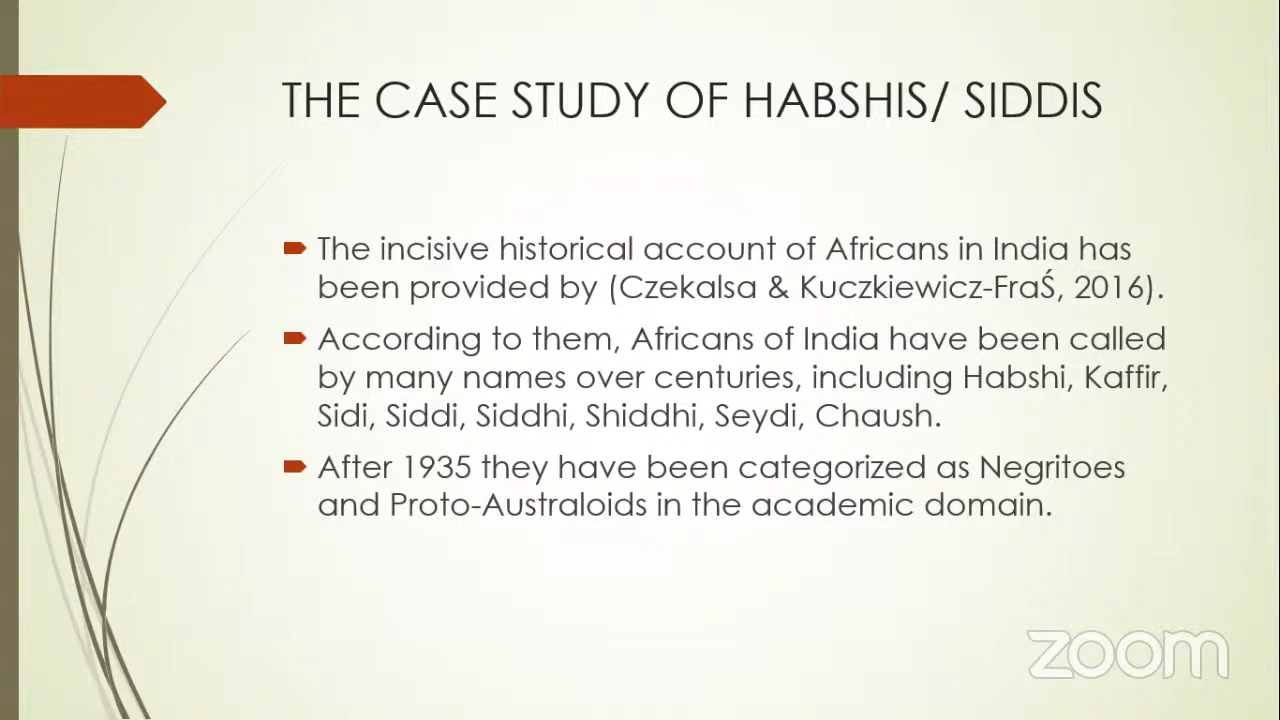 THE CASE STUDY OF HABSHIS/ SIDDIS
The incisive historical account of Africans in India has
been provided by (Czekalsa & Kuczkiewicz-FraŚ, 2016).
According to them, Africans of India have been called
by many names over centuries, including Habshi, Kaffir,
Sidi, Siddi, Siddhi, Shiddhi, Seydi, Chaush.
After 1935 they have been categorized as Negritoes
and Proto-Australoids in the academic domain.
zoom